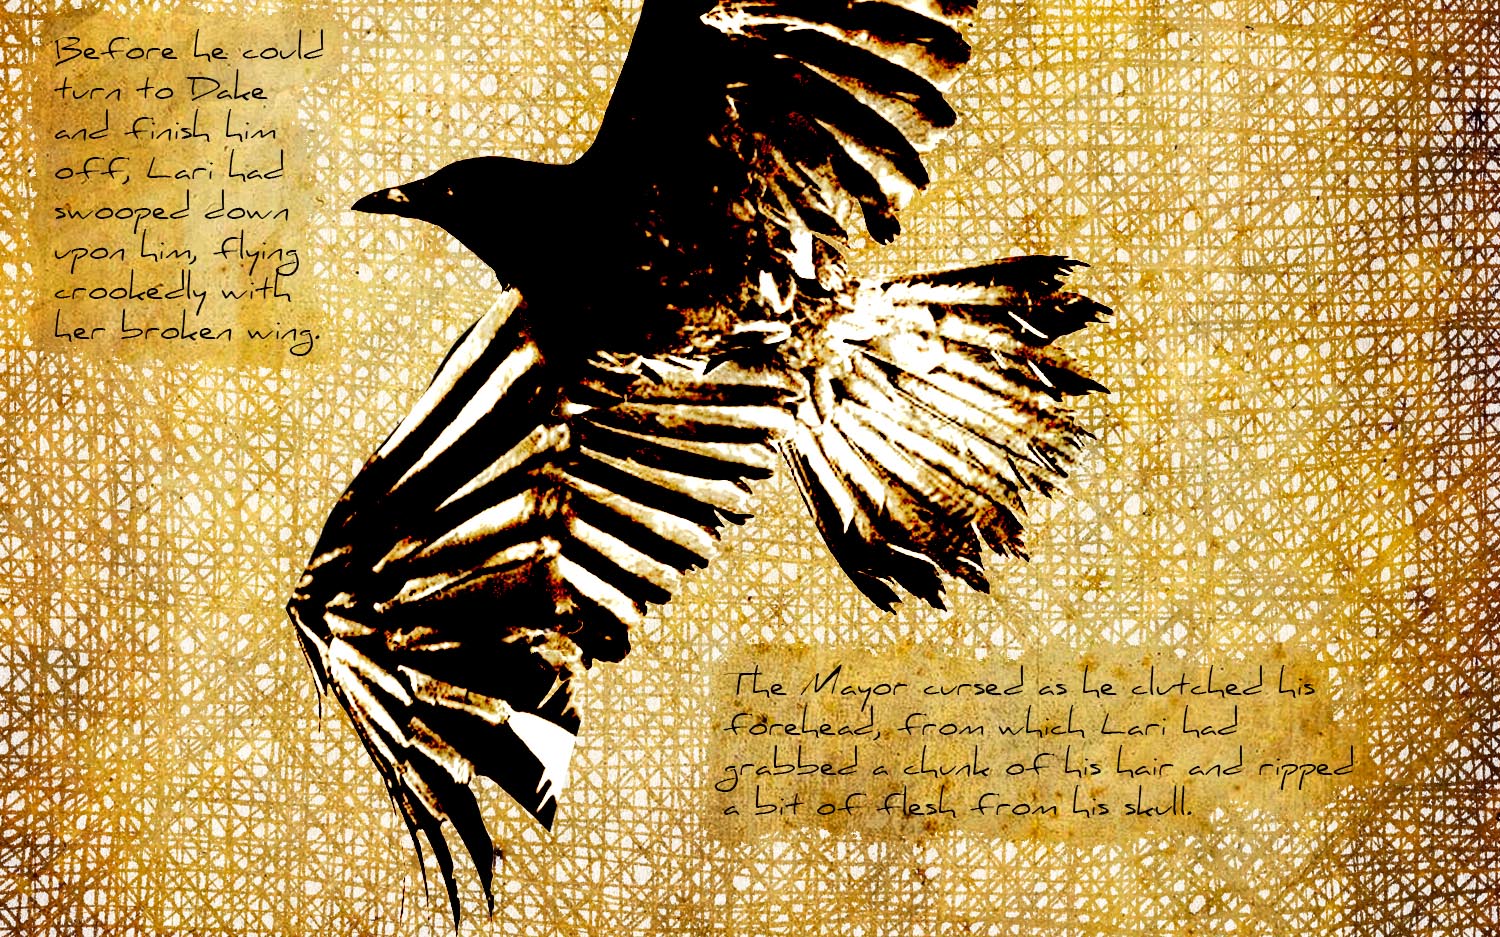 Before he could
turn to Dake
and finish him
off, Lari had
swooped down
upon him, flying
crookedly with
her broken wing.
The Mayor cursed as he clutched his
forehead, from which Lari had
grabbed a chunk of his hair and ripped
a bit of flesh from his skull.